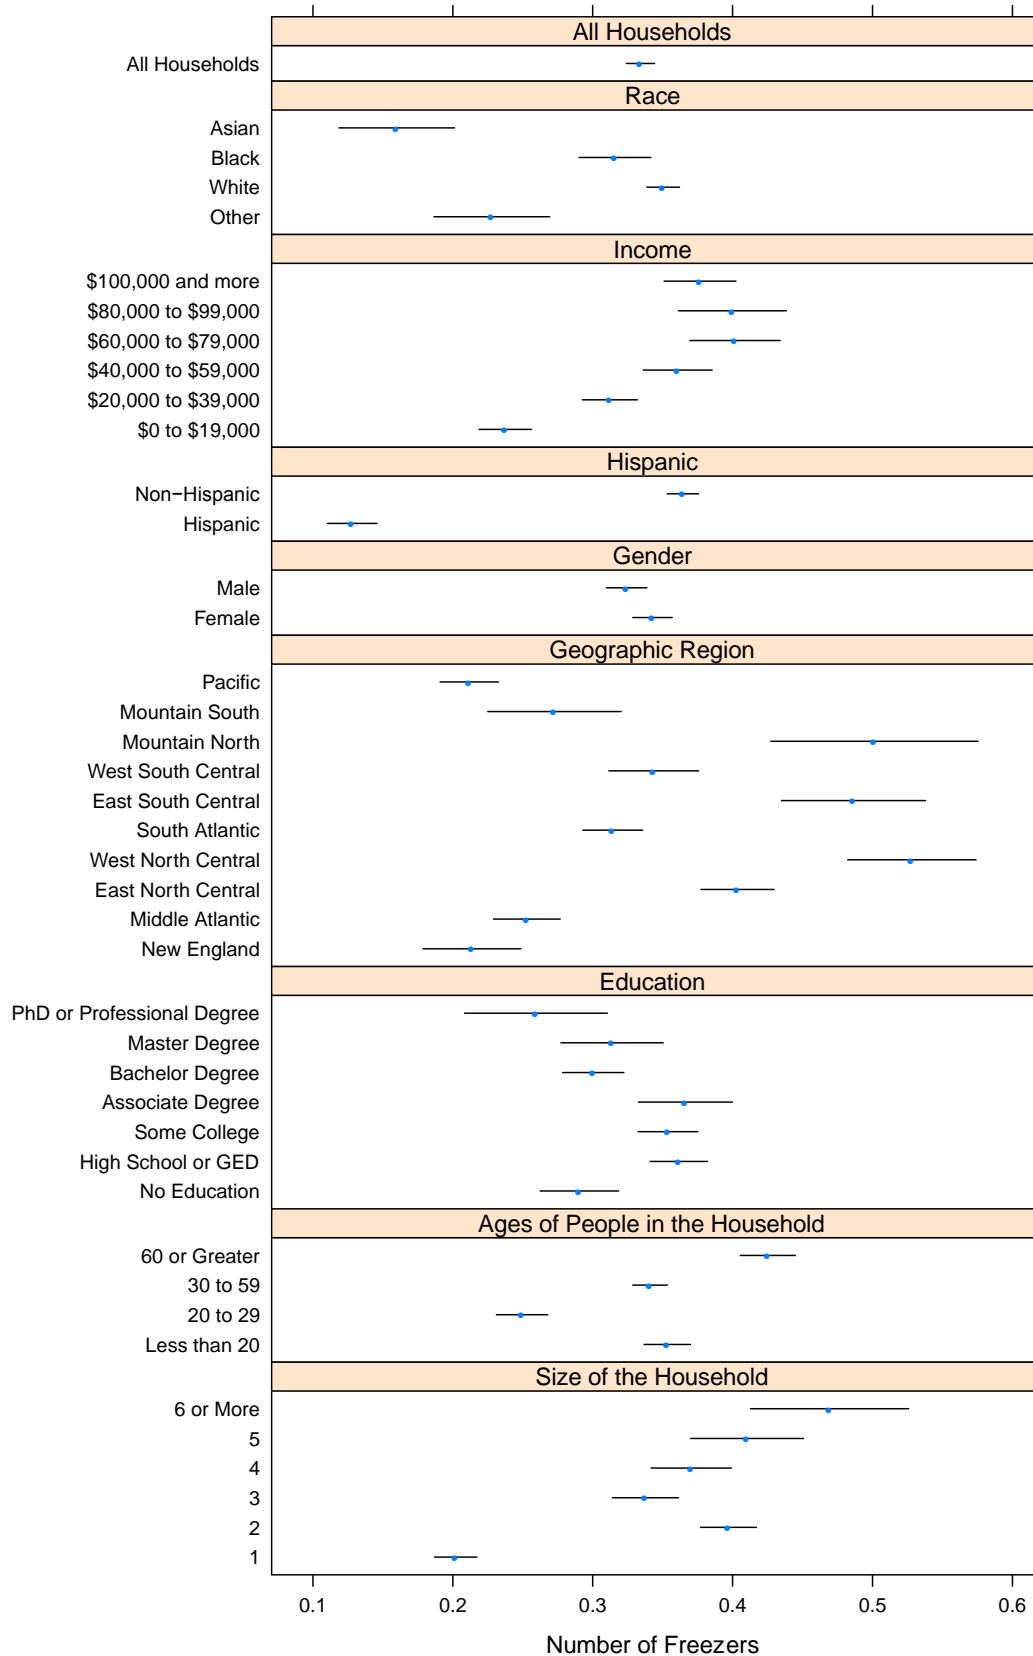 All Households
All Households
Race
Asian
Black
White
Other
Income
$100,000 and more
$80,000 to $99,000
$60,000 to $79,000
$40,000 to $59,000
$20,000 to $39,000
$0 to $19,000
Hispanic
Non−Hispanic
Hispanic
Gender
Male
Female
Geographic Region
Pacific
Mountain South
Mountain North
West South Central
East South Central
South Atlantic
West North Central
East North Central
Middle Atlantic
New England
Education
PhD or Professional Degree
Master Degree
Bachelor Degree
Associate Degree
Some College
High School or GED
No Education
Ages of People in the Household
60 or Greater
30 to 59
20 to 29
Less than 20
Size of the Household
6 or More
5
4
3
2
1
0.1 0.2 0.3 0.4 0.5 0.6
Number of Freezers